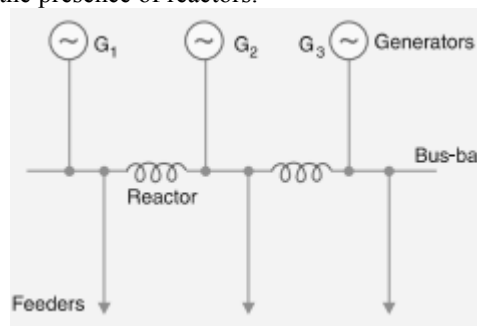 the presence of reactors.
G1 G2 G3 Generators
Bus-ba
Reactor
Feeders